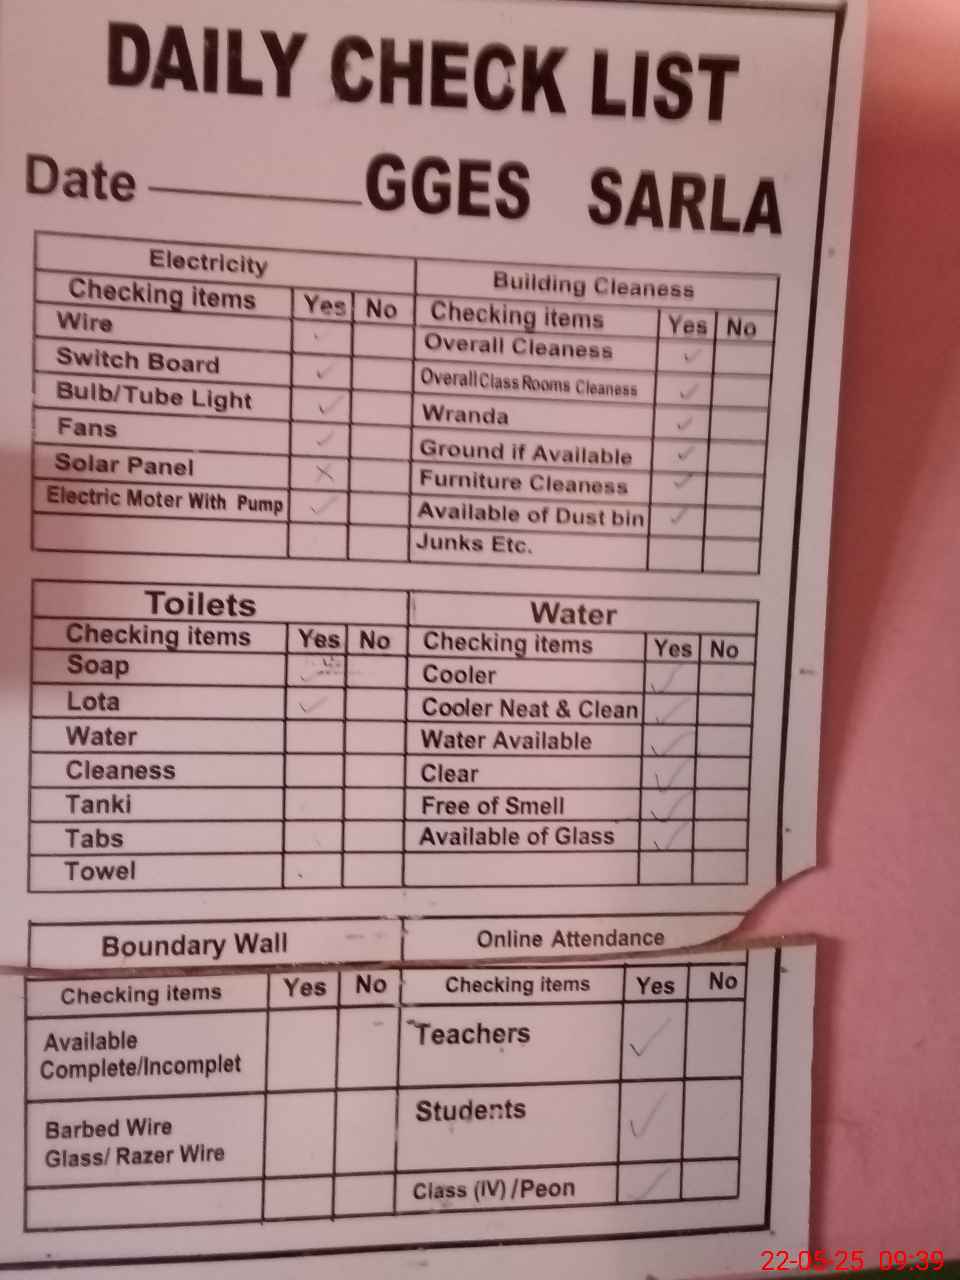 DAILY CHECK LIST
Date GGES SARLA
Electricity
Checking items Yes No
Wire
Switch Board
Bulb/Tube Light
Fans
Solar Panel
Electric Moter With Pump
Building Cleaness
Checking items Yes No
Overall Cleaness
Overall Class Rooms Cleaness
Wranda
Ground if Available
Furniture Cleaness
Available of Dust bin
Junks Etc.
Toilets
Checking items Yes No
Soap
Lota
Water
Cleaness
Tanki
Tabs
Towel
Water
Checking items Yes No
Cooler
Cooler Neat & Clean
Water Available
Clear
Free of Smell
Available of Glass
Boundary Wall
Checking items Yes No
Available
Complete/Incomplet
Barbed Wire
Glass/ Razer Wire
Online Attendance
Checking items Yes No
Teachers
Students
Class (IV) /Peon
22-05-25 09:39